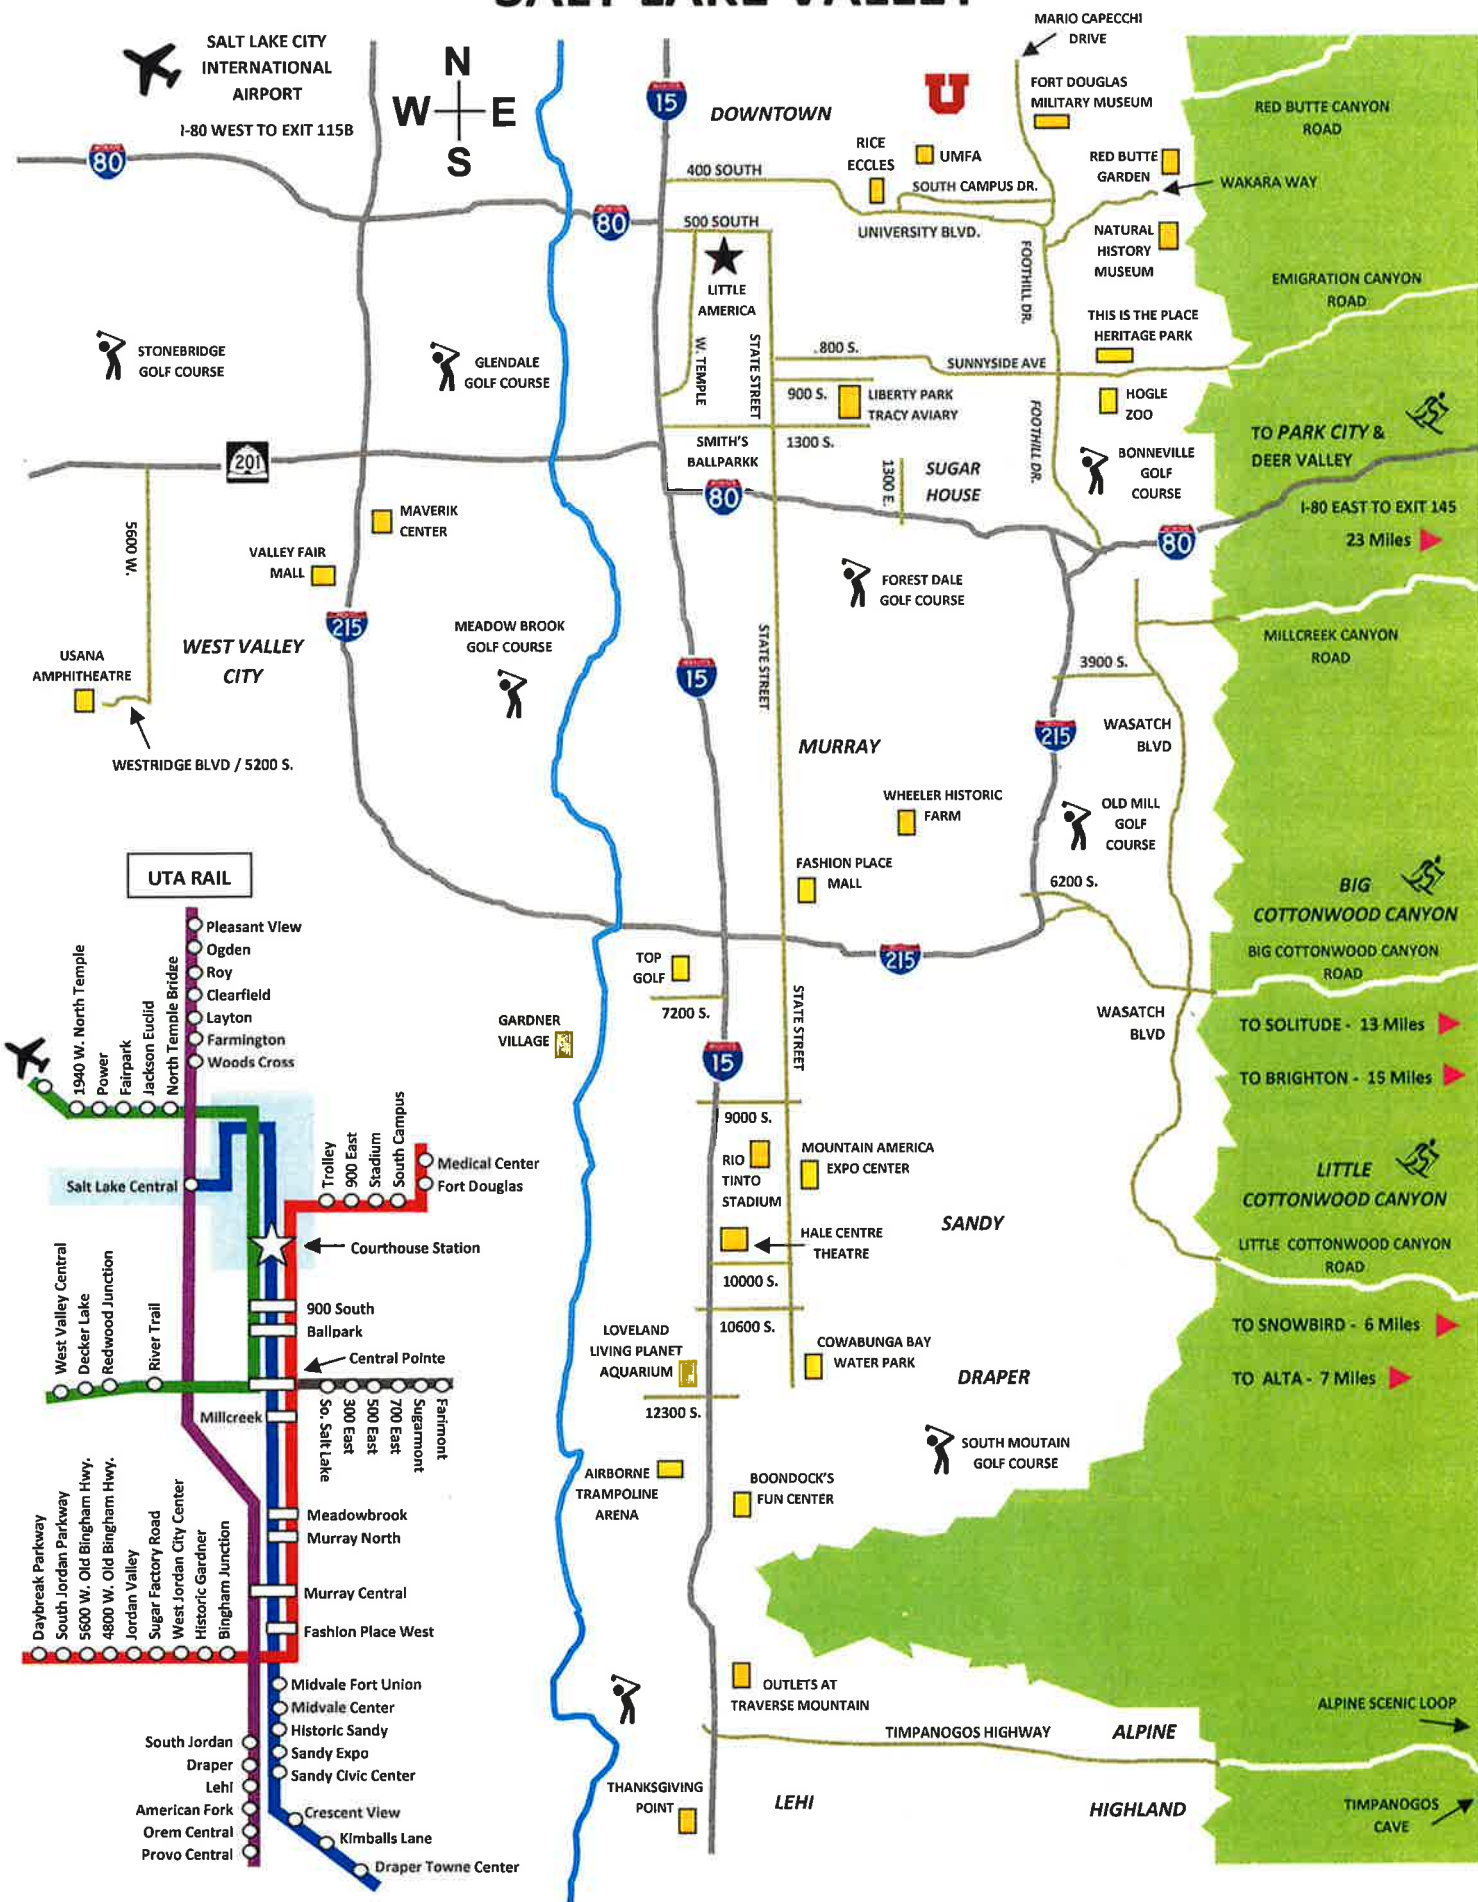 SALT LAKE VALLEY
SALT LAKE CITY
INTERNATIONAL
AIRPORT
I-80 WEST TO EXIT 115B
N
W
E
S
15
DOWNTOWN
U
MARIO CAPECCHI
DRIVE
FORT DOUGLAS
MILITARY MUSEUM
RED BUTTE CANYON
ROAD
80
RICE
ECCLES
UMFA
RED BUTTE
GARDEN
WAKARA WAY
400 SOUTH
SOUTH CAMPUS DR.
80
500 SOUTH
UNIVERSITY BLVD.
NATURAL
HISTORY
MUSEUM
FOOTHILL DR.
EMIGRATION CANYON
ROAD
LITTLE
AMERICA
THIS IS THE PLACE
HERITAGE PARK
STONEBRIDGE
GOLF COURSE
GLENDALE
GOLF COURSE
W. TEMPLE
STATE STREET
.800 S.
SUNNYSIDE AVE
900 S.
LIBERTY PARK
TRACY AVIARY
HOGLE
ZOO
FOOTHILL DR.
TO PARK CITY &
DEER VALLEY
201
SMITH'S
BALLPARKK
1300 S.
1300 E.
SUGAR
HOUSE
BONNEVILLE
GOLF
COURSE
80
I-80 EAST TO EXIT 145
23 Miles
80
5600 W.
MAVERIK
CENTER
VALLEY FAIR
MALL
215
FOREST DALE
GOLF COURSE
MEADOW BROOK
GOLF COURSE
STATE STREET
MILLCREEK CANYON
ROAD
WEST VALLEY
CITY
USANA
AMPHITHEATRE
15
3900 S.
WESTRIDGE BLVD / 5200 S.
MURRAY
215
WASATCH
BLVD
WHEELER HISTORIC
FARM
OLD MILL
GOLF
COURSE
FASHION PLACE
MALL
6200 S.
BIG
COTTONWOOD CANYON
BIG COTTONWOOD CANYON
ROAD
215
TOP
GOLF
7200 S.
STATE STREET
WASATCH
BLVD
TO SOLITUDE - 13 Miles
TO BRIGHTON - 15 Miles
GARDNER
VILLAGE
15
9000 S.
RIO
TINTO
STADIUM
MOUNTAIN AMERICA
EXPO CENTER
LITTLE
COTTONWOOD CANYON
SANDY
HALE CENTRE
THEATRE
LITTLE COTTONWOOD CANYON
ROAD
10000 S.
10600 S.
TO SNOWBIRD - 6 Miles
TO ALTA - 7 Miles
LOVELAND
LIVING PLANET
AQUARIUM
COWABUNGA BAY
WATER PARK
DRAPER
12300 S.
SOUTH MOUTAIN
GOLF COURSE
AIRBORNE
TRAMPOLINE
ARENA
BOONDOCK'S
FUN CENTER
OUTLETS AT
TRAVERSE MOUNTAIN
ALPINE SCENIC LOOP
TIMPANOGOS HIGHWAY
ALPINE
THANKSGIVING
POINT
LEHI
HIGHLAND
TIMPANOGOS
CAVE
UTA RAIL
Pleasant View
Ogden
Roy
Clearfield
Layton
Farmington
Woods Cross
1940 W. North Temple
Power
Fairpark
Jackson Euclid
North Temple Bridge
Salt Lake Central
Trolley
900 East
Stadium
South Campus
Medical Center
Fort Douglas
Courthouse Station
900 South
Ballpark
Central Pointe
West Valley Central
Decker Lake
Redwood Junction
River Trail
Millcreek
So. Salt Lake
300 East
500 East
700 East
Sugarmont
Farimont
Meadowbrook
Murray North
Murray Central
Fashion Place West
Daybreak Parkway
South Jordan Parkway
5600 W. Old Bingham Hwy.
4800 W. Old Bingham Hwy.
Jordan Valley
Sugar Factory Road
West Jordan City Center
Historic Gardner
Bingham Junction
Midvale Fort Union
Midvale Center
Historic Sandy
Sandy Expo
Sandy Civic Center
Crescent View
Kimballs Lane
Draper Towne Center
South Jordan
Draper
Lehi
American Fork
Orem Central
Provo Central